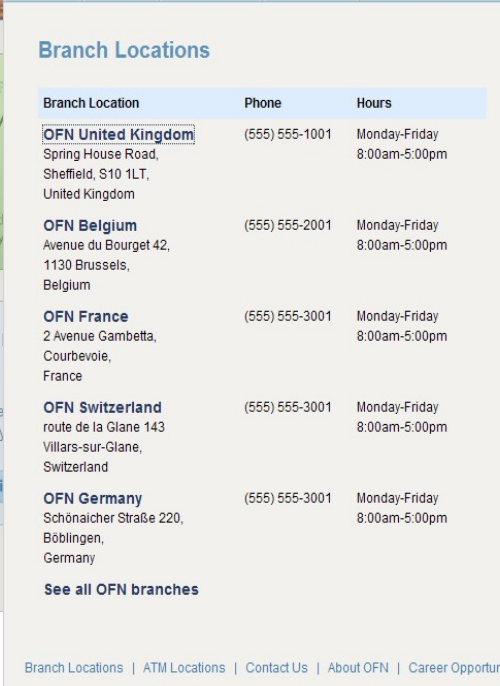 Branch Locations
Branch Location Phone Hours
OFN United Kingdom (555) 555-1001 Monday-Friday
Spring House Road, 8:00am-5:00pm
Sheffield, S10 1LT,
United Kingdom
OFN Belgium (555) 555-2001 Monday-Friday
Avenue du Bourget 42, 8:00am-5:00pm
1130 Brussels,
Belgium
OFN France (555) 555-3001 Monday-Friday
2 Avenue Gambetta, 8:00am-5:00pm
Courbevoie,
France
OFN Switzerland (555) 555-3001 Monday-Friday
route de la Glane 143 8:00am-5:00pm
Villars-sur-Glane,
Switzerland
OFN Germany (555) 555-3001 Monday-Friday
Schönaicher Straße 220, 8:00am-5:00pm
Böblingen,
Germany
See all OFN branches
Branch Locations | ATM Locations | Contact Us | About OFN | Career Opportun